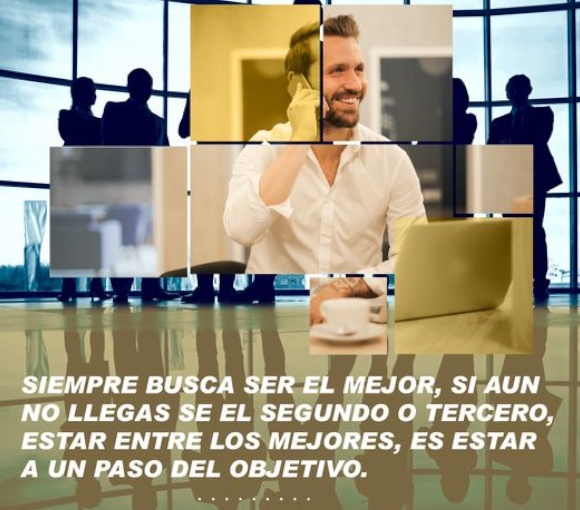 SIEMPRE BUSCA SER EL MEJOR, SI AUN
NO LLEGAS SE EL SEGUNDO O TERCERO,
ESTAR ENTRE LOS MEJORES, ES ESTAR
A UN PASO DEL OBJETIVO.